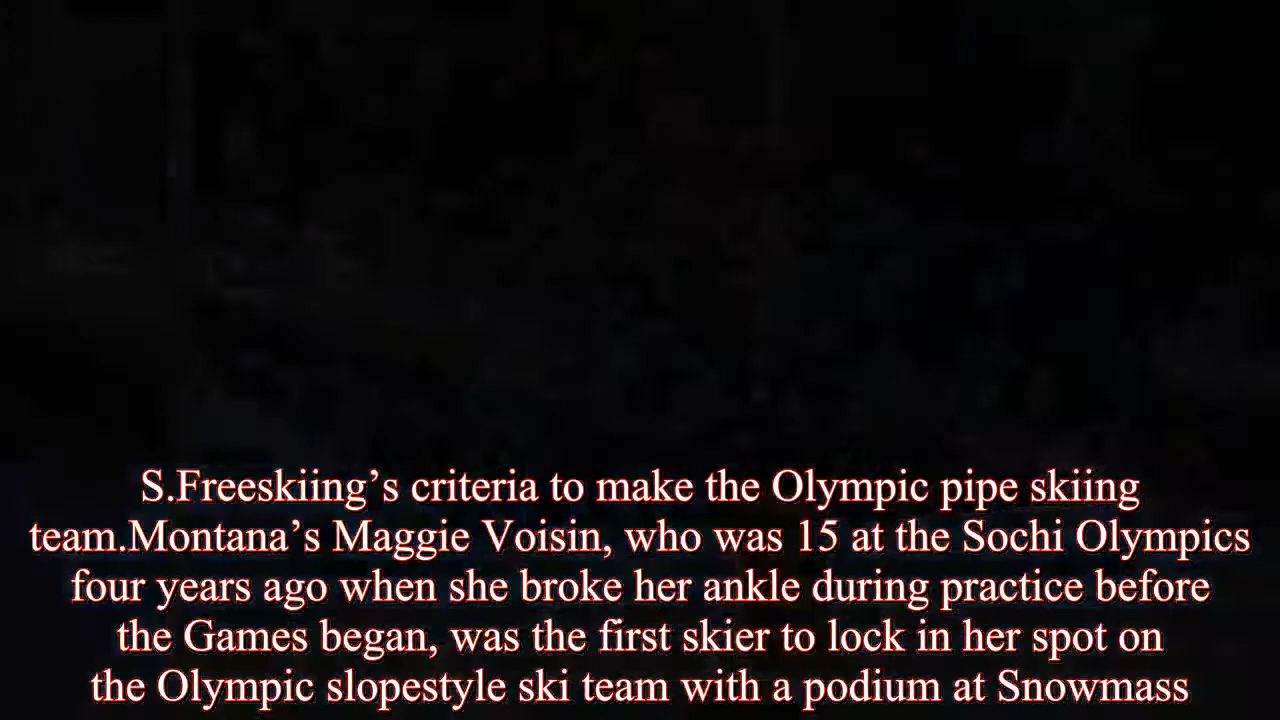 S.Freeskiing’s criteria to make the Olympic pipe skiing
team.Montana’s Maggie Voisin, who was 15 at the Sochi Olympics
four years ago when she broke her ankle during practice before
the Games began, was the first skier to lock in her spot on
the Olympic slopestyle ski team with a podium at Snowmass